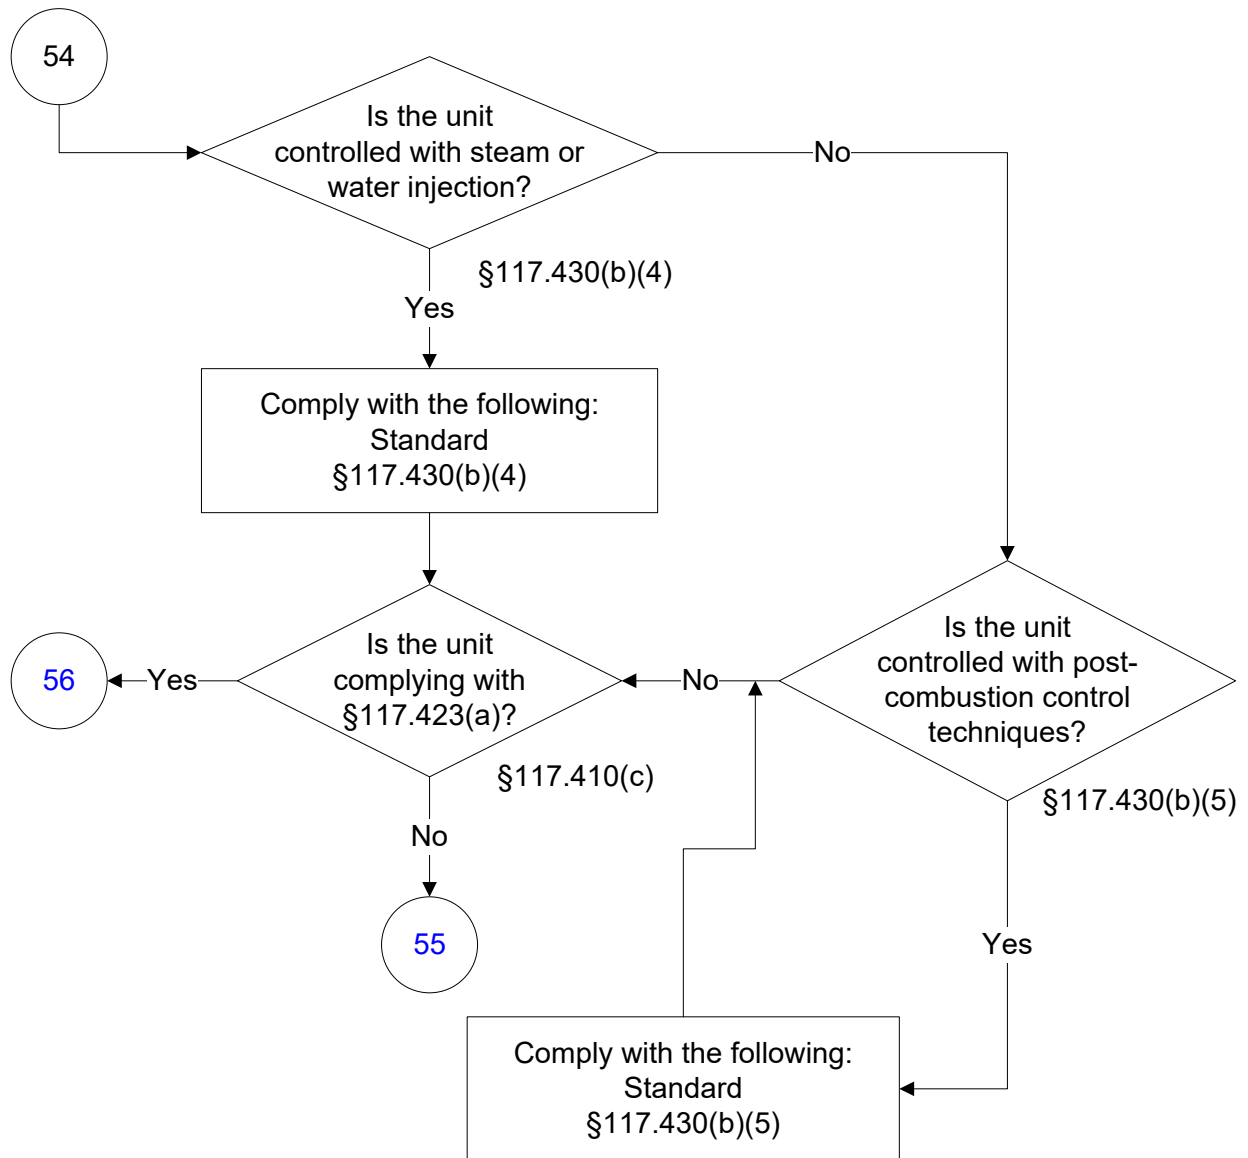 54
Is the unit
controlled with steam or
water injection?
No
§117.430(b)(4)
Yes
Comply with the following:
Standard
§117.430(b)(4)
Is the unit
complying with
§117.423(a)?
Yes
56
No
Is the unit
controlled with post-
combustion control
techniques?
§117.410(c)
§117.430(b)(5)
No
55
Yes
Comply with the following:
Standard
§117.430(b)(5)